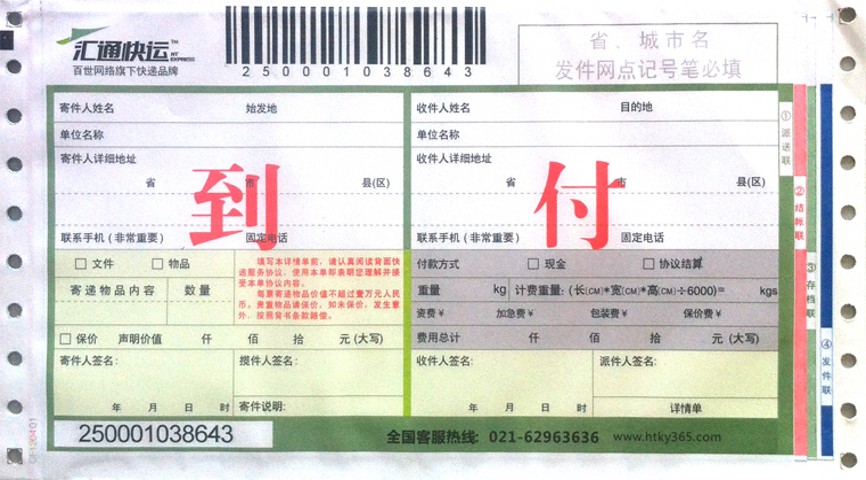 汇通快运™
HT EXPRESS
百世网络旗下快递品牌
250001038643
省、城市名
发件网点记号笔必填
寄件人姓名 始发地
单位名称
寄件人详细地址
省 市 县(区)
联系手机(非常重要) 固定电话
收件人姓名 目的地
单位名称
收件人详细地址
省 市 县(区)
联系手机(非常重要) 固定电话
到付
文件 物品
寄递物品内容 数量
填写本详情单前,请认真阅读背面快
递服务协议,使用本单即表明您理解并接
受本单协议内容。
每票寄递物品价值不超过壹万元人民
币。贵重物品请保价,如未保价,发生意
外,按照背书条款赔偿。
保价 声明价值 仟 佰 拾 元(大写)
寄件人签名: 揽件人签名:
年 月 日 时 寄件说明:
付款方式 现金 协议结算
重量 kg 计费重量:(长(CM)*宽(CM)*高(CM)÷6000)= kgs
资费¥ 加急费¥ 包装费¥ 保价费¥
费用总计 仟 佰 拾 元(大写)
收件人签名: 派件人签名:
年 月 日 时 详情单
250001038643
全国客服热线: 021-62963636 www.htky365.com
①派送联
②结帐联
③存档联
④发件联